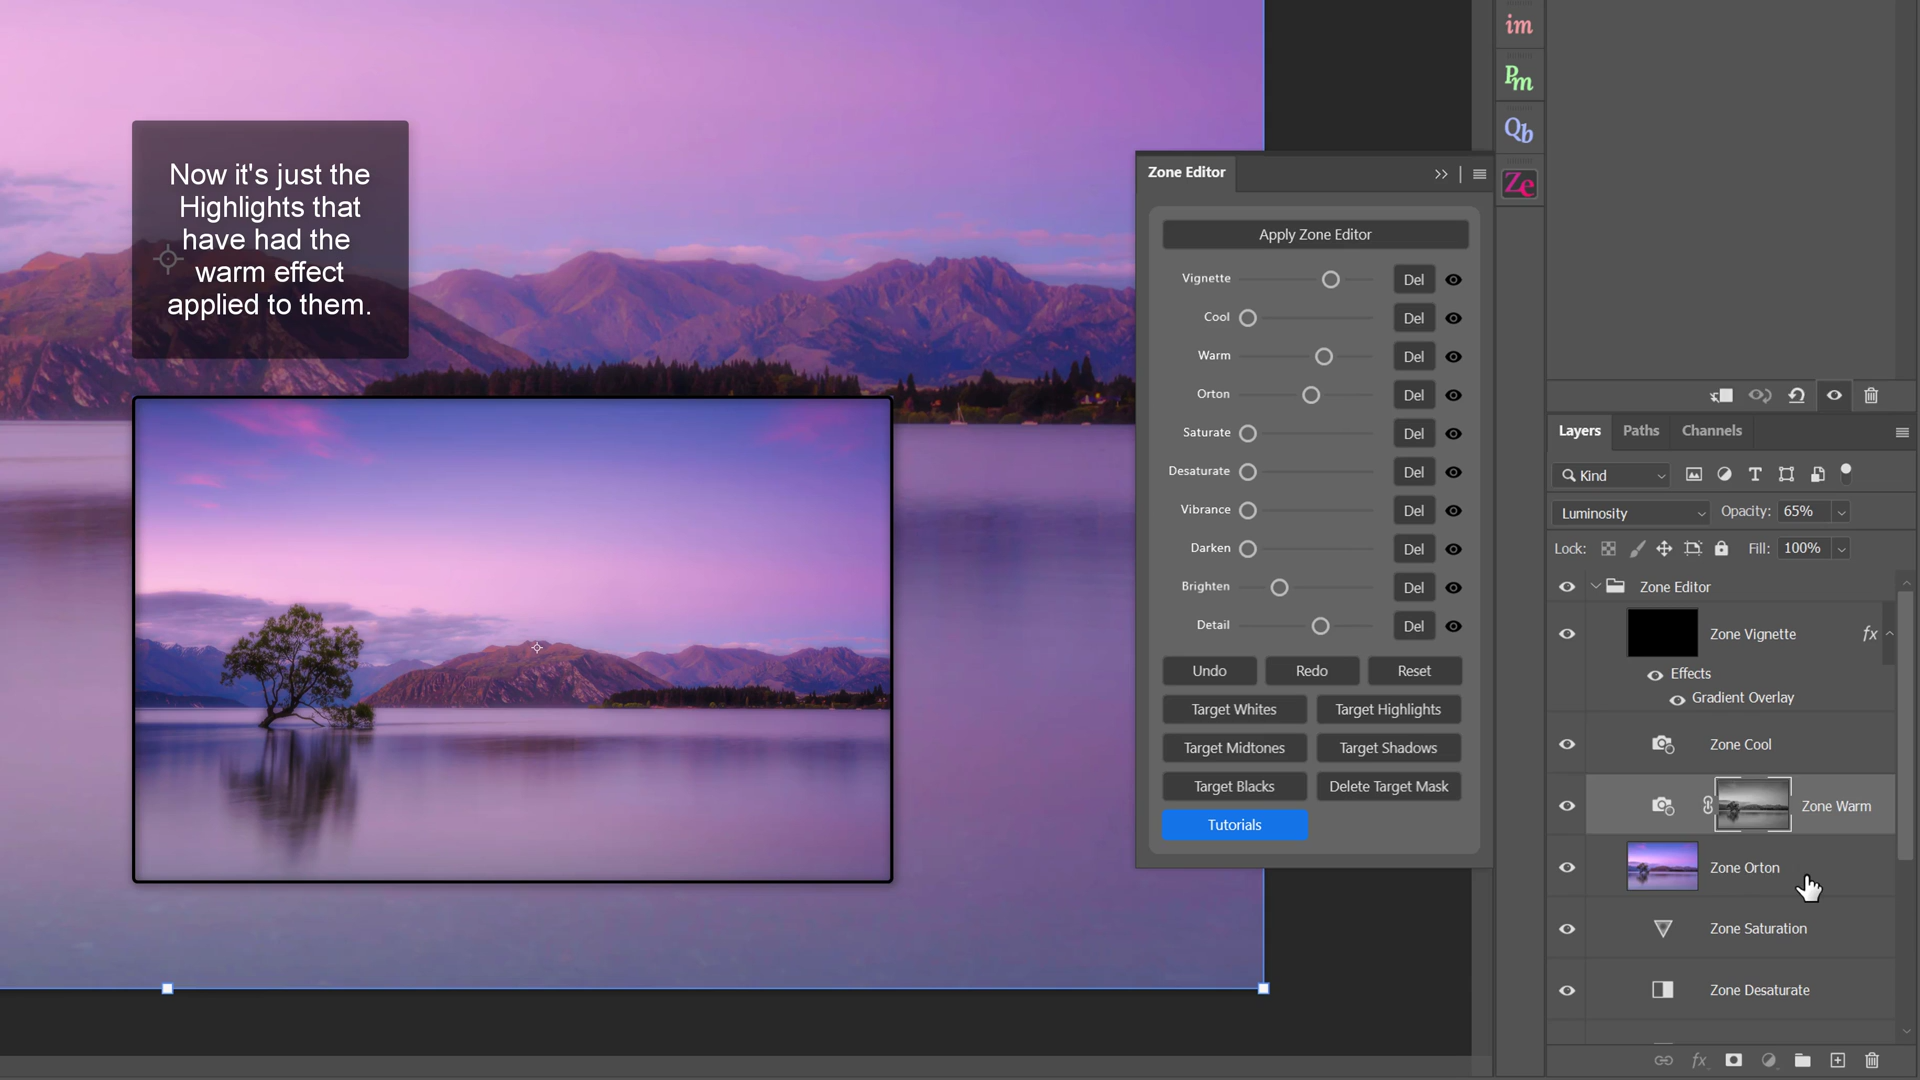 Now it's just the
Highlights that
have had the
warm effect
applied to them.
Zone Editor
Apply Zone Editor
Vignette Del
Cool Del
Warm Del
Orton Del
Saturate Del
Desaturate Del
Vibrance Del
Darken Del
Brighten Del
Detail Del
Undo Redo Reset
Target Whites Target Highlights
Target Midtones Target Shadows
Target Blacks Delete Target Mask
Tutorials
im
Pm
Qb
Ze
Layers Paths Channels
Kind
Luminosity Opacity: 65%
Lock: Fill: 100%
Zone Editor
Zone Vignette fx
Effects
Gradient Overlay
Zone Cool
Zone Warm
Zone Orton
Zone Saturation
Zone Desaturate
fx